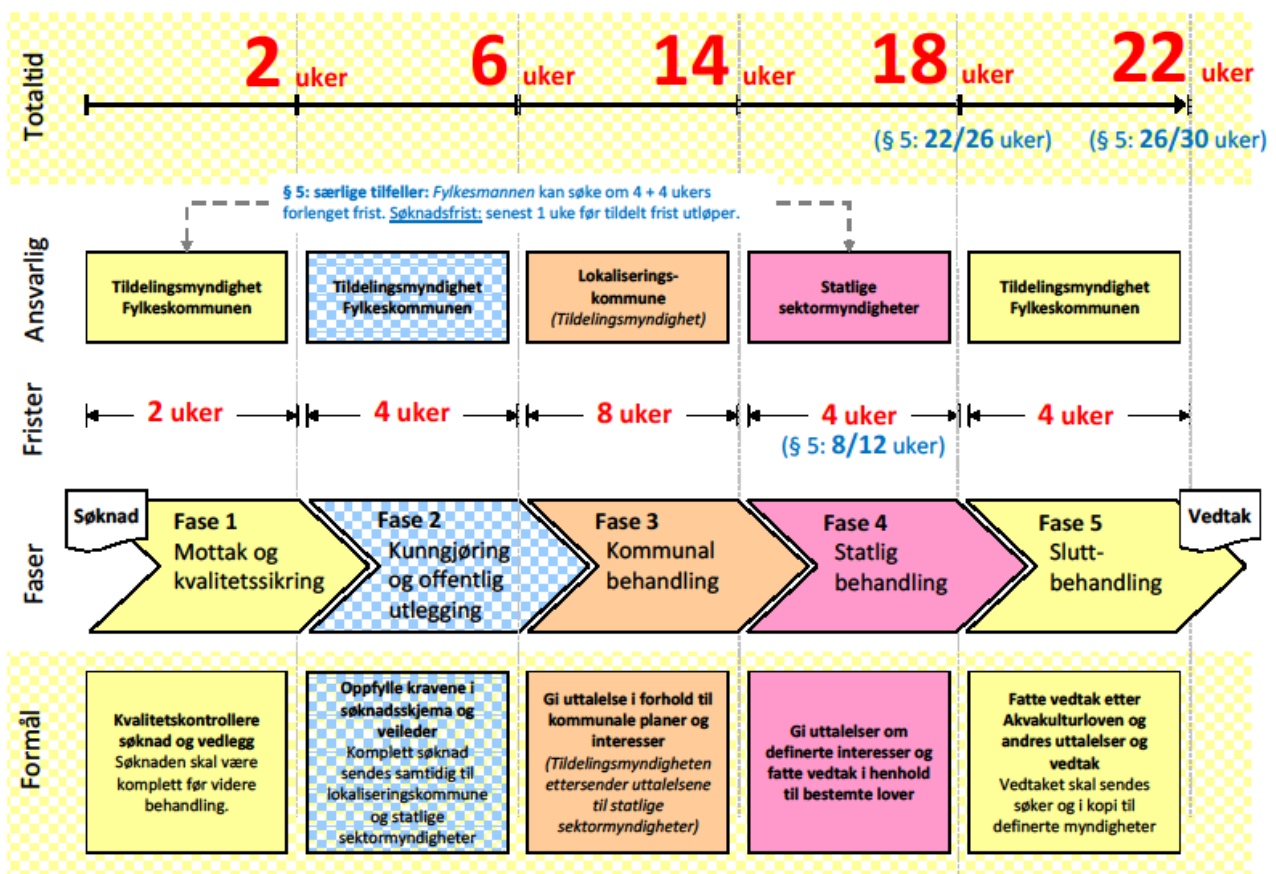 Totaltid
2 uker
6 uker
14 uker
18 uker
22 uker
(§ 5: 22/26 uker)
(§ 5: 26/30 uker)
§ 5: særlige tilfeller: Fylkesmannen kan søke om 4 + 4 ukers
forlenget frist. Søknadsfrist: senest 1 uke før tildelt frist utløper.
Ansvarlig
Tildelingsmyndighet
Fylkeskommunen
Tildelingsmyndighet
Fylkeskommunen
Lokaliserings-
kommune
(Tildelingsmyndighet)
Statlige
sektormyndigheter
Tildelingsmyndighet
Fylkeskommunen
Frister
2 uker
4 uker
8 uker
4 uker
(§ 5: 8/12 uker)
4 uker
Faser
Søknad
Fase 1
Mottak og
kvalitetssikring
Fase 2
Kunngjøring
og offentlig
utlegging
Fase 3
Kommunal
behandling
Fase 4
Statlig
behandling
Fase 5
Slutt-
behandling
Vedtak
Formål
Kvalitetskontrollere
søknad og vedlegg
Søknaden skal være
komplett før videre
behandling.
Oppfylle kravene i
søknadsskjema og
veileder
Komplett søknad
sendes samtidig til
lokaliseringskommune
og statlige
sektormyndigheter
Gi uttalelse i forhold til
kommunale planer og
interesser
(Tildelingsmyndigheten
ettersender uttalelsene
til statlige
sektormyndigheter)
Gi uttalelser om
definerte interesser og
fatte vedtak i henhold
til bestemte lover
Fatte vedtak etter
Akvakulturloven og
andres uttalelser og
vedtak
Vedtaket skal sendes
søker og i kopi til
definerte myndigheter